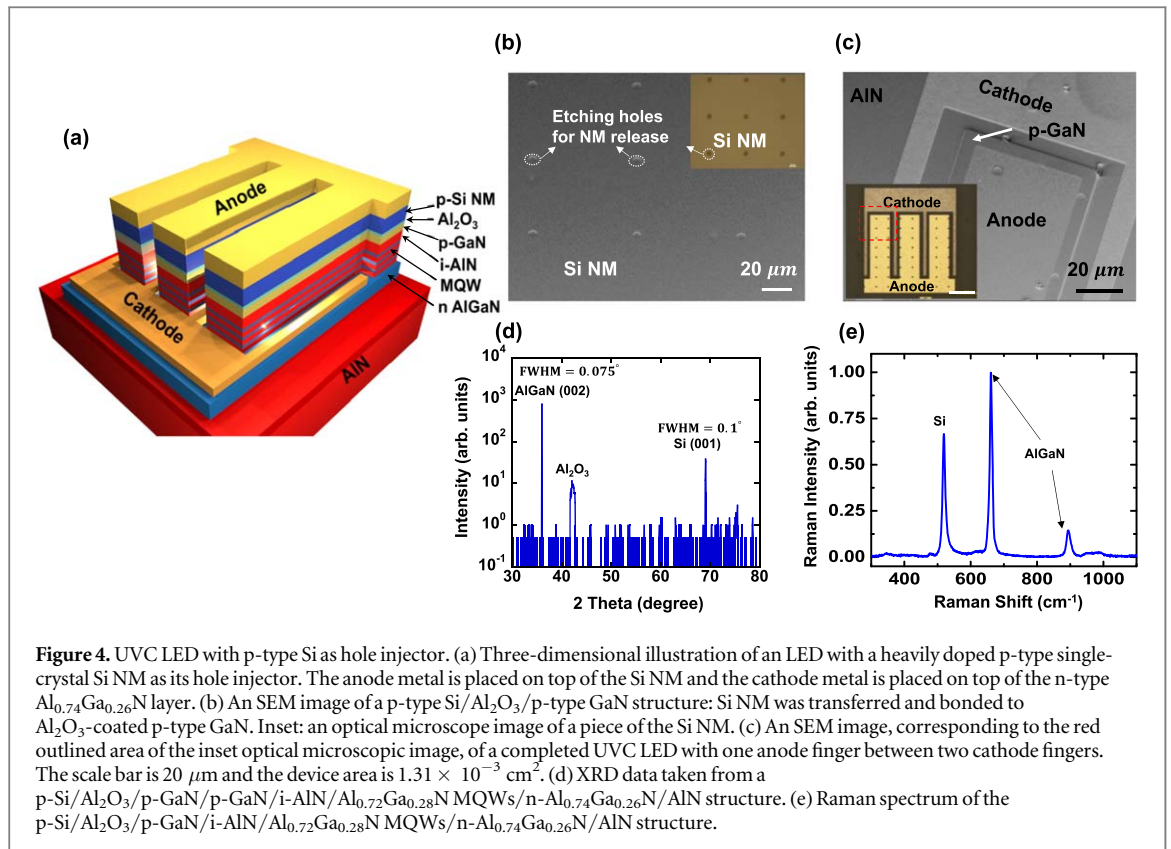 (a)
Anode
Cathode
AlN
p-Si NM
Al₂O₃
p-GaN
i-AlN
MQW
n AlGaN
(b)
Etching holes
for NM release
Si NM
Si NM
20 μm
(c)
AlN
Cathode
p-GaN
Anode
Cathode
Anode
20 μm
(d)
Intensity (arb. units)
10⁴
10³
10²
10¹
10⁰
10⁻¹
FWHM = 0.075°
AlGaN (002)
Al₂O₃
FWHM = 0.1°
Si (001)
30 40 50 60 70 80
2 Theta (degree)
(e)
Raman Intensity (arb. units)
1.00
0.75
0.50
0.25
0.00
Si
AlGaN
400 600 800 1000
Raman Shift (cm⁻¹)
Figure 4. UVC LED with p-type Si as hole injector. (a) Three-dimensional illustration of an LED with a heavily doped p-type single-
crystal Si NM as its hole injector. The anode metal is placed on top of the Si NM and the cathode metal is placed on top of the n-type
Al₀.₇₄Ga₀.₂₆N layer. (b) An SEM image of a p-type Si/Al₂O₃/p-type GaN structure: Si NM was transferred and bonded to
Al₂O₃-coated p-type GaN. Inset: an optical microscope image of a piece of the Si NM. (c) An SEM image, corresponding to the red
outlined area of the inset optical microscopic image, of a completed UVC LED with one anode finger between two cathode fingers.
The scale bar is 20 μm and the device area is 1.31 × 10⁻³ cm². (d) XRD data taken from a
p-Si/Al₂O₃/p-GaN/p-GaN/i-AlN/Al₀.₇₂Ga₀.₂₈N MQWs/n-Al₀.₇₄Ga₀.₂₆N/AlN structure. (e) Raman spectrum of the
p-Si/Al₂O₃/p-GaN/i-AlN/Al₀.₇₂Ga₀.₂₈N MQWs/n-Al₀.₇₄Ga₀.₂₆N/AlN structure.